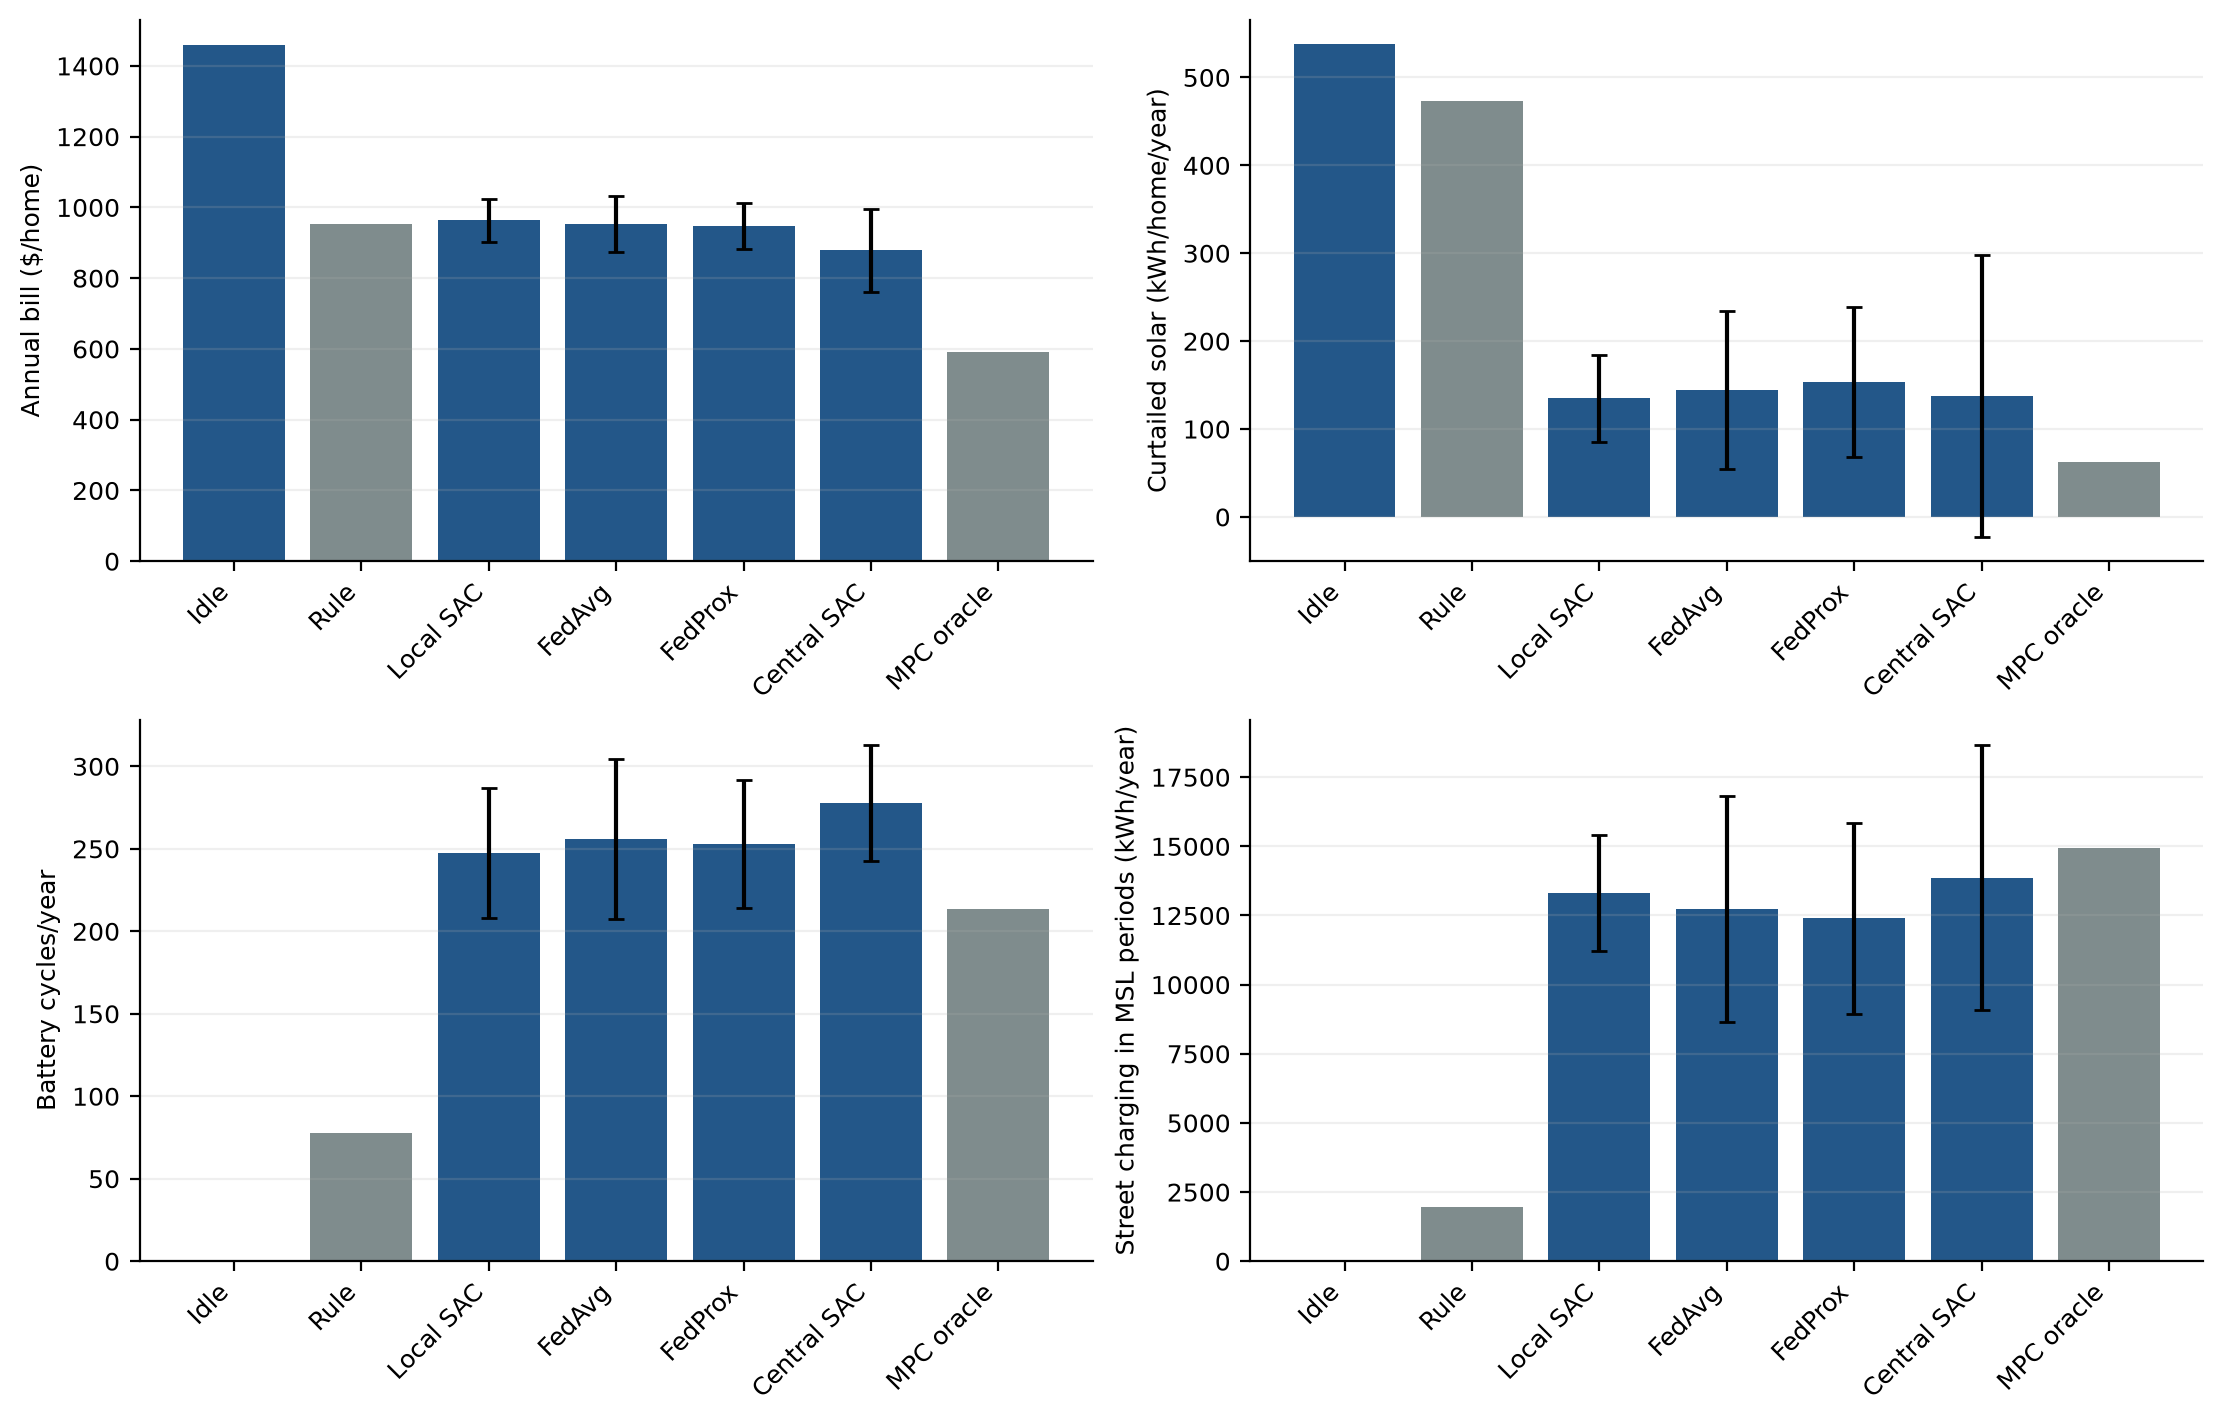 Annual bill ($/home)
1400
1200
1000
800
600
400
200
0
Idle
Rule
Local SAC
FedAvg
FedProx
Central SAC
MPC oracle
Curtailed solar (kWh/home/year)
500
400
300
200
100
0
Idle
Rule
Local SAC
FedAvg
FedProx
Central SAC
MPC oracle
Battery cycles/year
300
250
200
150
100
50
0
Idle
Rule
Local SAC
FedAvg
FedProx
Central SAC
MPC oracle
Street charging in MSL periods (kWh/year)
17500
15000
12500
10000
7500
5000
2500
0
Idle
Rule
Local SAC
FedAvg
FedProx
Central SAC
MPC oracle